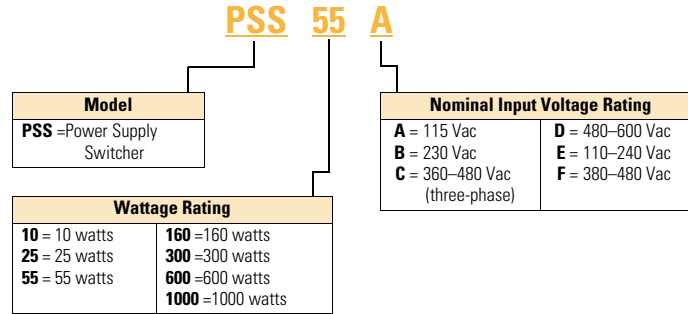 PSS 55 A
Model
PSS =Power Supply
Switcher
Nominal Input Voltage Rating
A = 115 Vac
B = 230 Vac
C = 360–480 Vac
(three-phase)
D = 480–600 Vac
E = 110–240 Vac
F = 380–480 Vac
Wattage Rating
10 = 10 watts
25 = 25 watts
55 = 55 watts
160 =160 watts
300 =300 watts
600 =600 watts
1000 =1000 watts